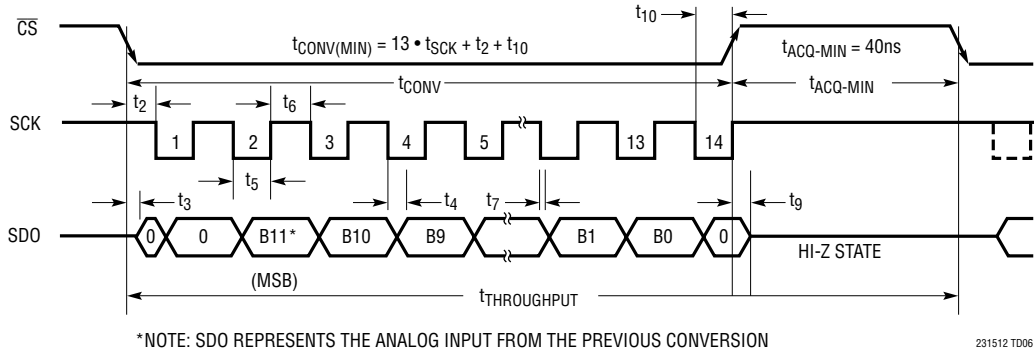 t10
CS
tCONV(MIN) = 13 • tSCK + t2 + t10
tACQ-MIN = 40ns
tCONV
tACQ-MIN
t2
t6
SCK
1
2
3
4
5
13
14
t5
t3
t4
t7
t9
SDO
0
0
B11*
B10
B9
B1
B0
0
HI-Z STATE
(MSB)
tTHROUGHPUT
*NOTE: SDO REPRESENTS THE ANALOG INPUT FROM THE PREVIOUS CONVERSION
231512 TD06